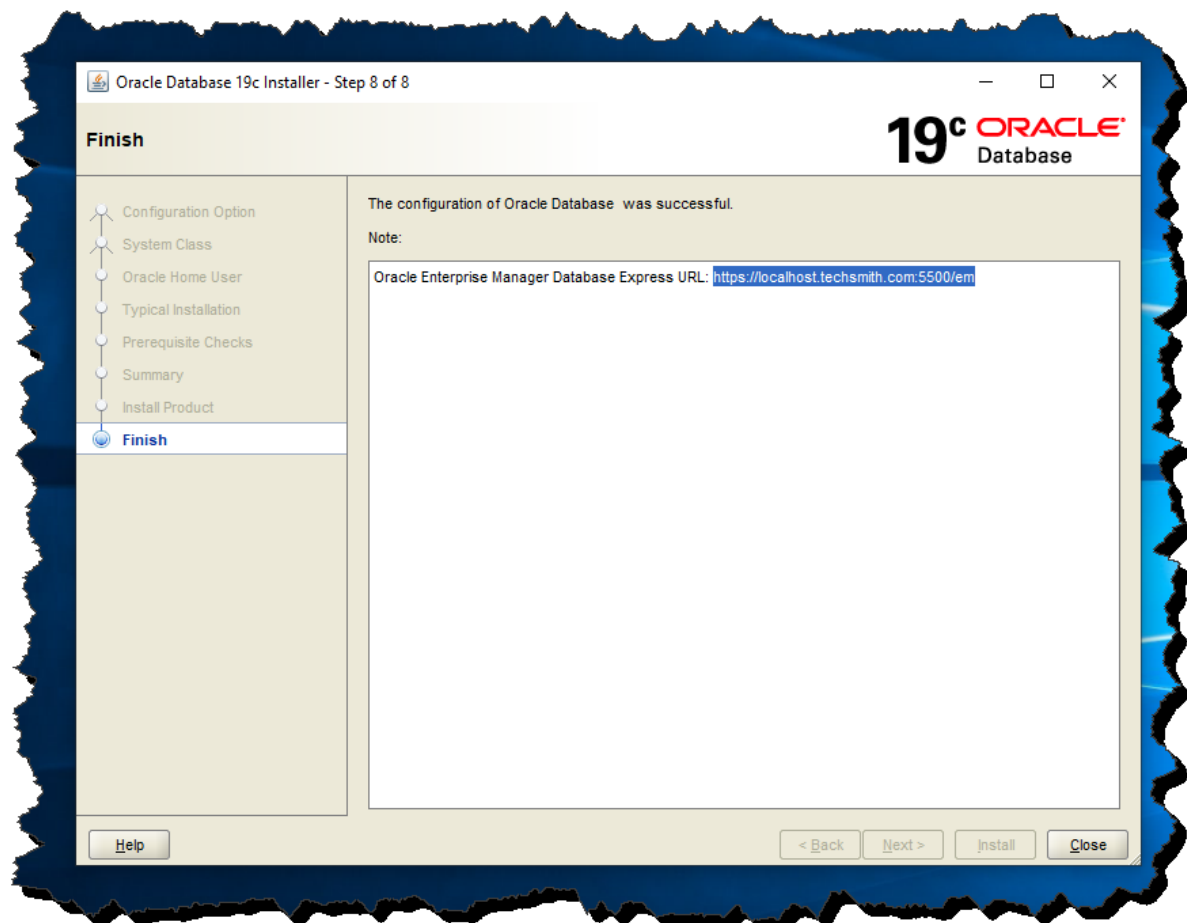 Oracle Database 19c Installer - Step 8 of 8
Finish
19c ORACLE
Database
Configuration Option
System Class
Oracle Home User
Typical Installation
Prerequisite Checks
Summary
Install Product
Finish
The configuration of Oracle Database was successful.
Note:
Oracle Enterprise Manager Database Express URL: https://localhost.techsmith.com:5500/em
Help
< Back
Next >
Install
Close